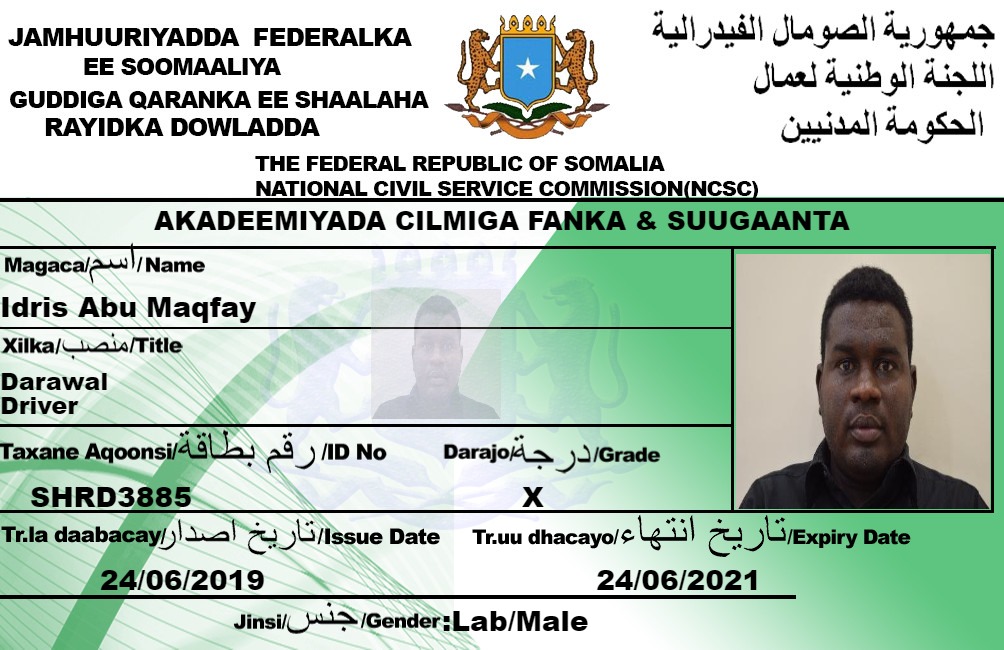 JAMHUURIYADDA FEDERALKA
EE SOOMAALIYA
GUDDIGA QARANKA EE SHAALAHA
RAYIDKA DOWLADDA
جمهورية الصومال الفيدرالية
اللجنة الوطنية لعمال
الحكومة المدنيين
THE FEDERAL REPUBLIC OF SOMALIA
NATIONAL CIVIL SERVICE COMMISSION(NCSC)
AKADEEMIYADA CILMIGA FANKA & SUUGAANTA
Magaca/اسم/Name
Idris Abu Maqfay
Xilka/منصب/Title
Darawal
Driver
Taxane Aqoonsi/رقم بطاقة/ID No
Darajo/درجة/Grade
SHRD3885
X
Tr.la daabacay/تاريخ اصدار/Issue Date
Tr.uu dhacayo/تاريخ انتهاء/Expiry Date
24/06/2019
24/06/2021
Jinsi/جنس/Gender:Lab/Male